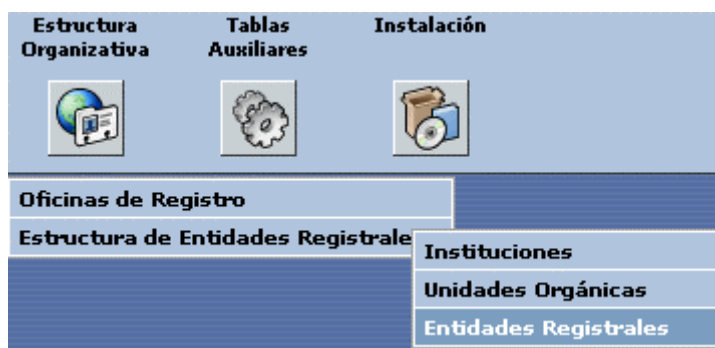 Estructura Organizativa
Tablas Auxiliares
Instalación
Oficinas de Registro
Estructura de Entidades Registrale
Instituciones
Unidades Orgánicas
Entidades Registrales